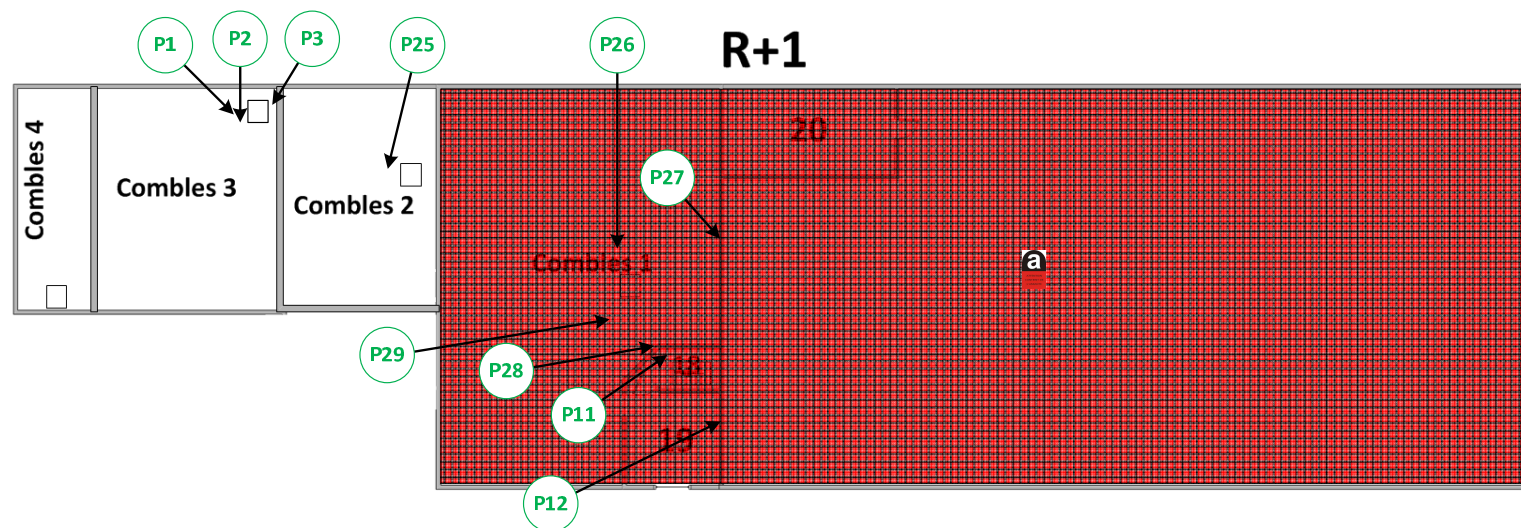 R+1
P1
P2
P3
P25
P26
20
P27
Combles 4
Combles 3
Combles 2
Combles 1
a
P29
P28
18
P11
19
P12